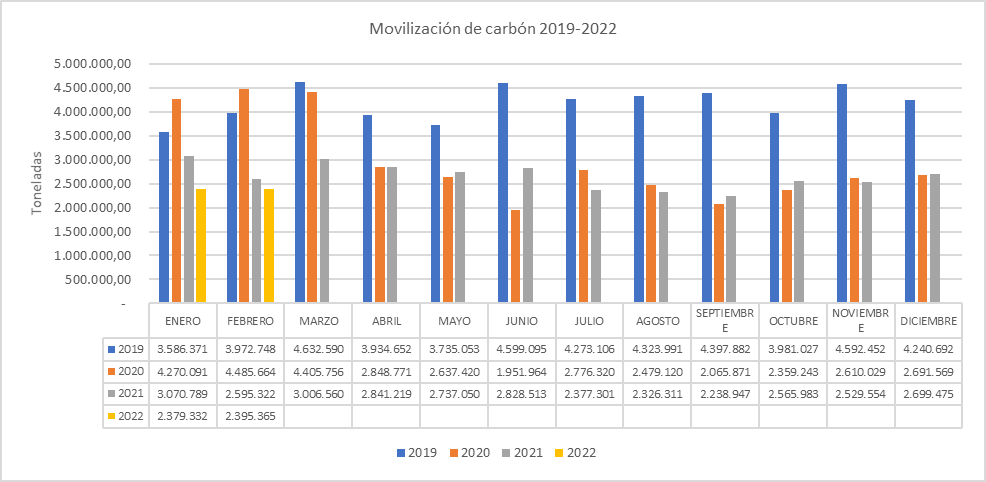 Movilización de carbón 2019-2022
Toneladas
5.000.000,00
4.500.000,00
4.000.000,00
3.500.000,00
3.000.000,00
2.500.000,00
2.000.000,00
1.500.000,00
1.000.000,00
500.000,00
-
ENERO FEBRERO MARZO ABRIL MAYO JUNIO JULIO AGOSTO SEPTIEMBR E OCTUBRE NOVIEMBR E DICIEMBRE
2019 3.586.371 3.972.748 4.632.590 3.934.652 3.735.053 4.599.095 4.273.106 4.323.991 4.397.882 3.981.027 4.592.452 4.240.692
2020 4.270.091 4.485.664 4.405.756 2.848.771 2.637.420 1.951.964 2.776.320 2.479.120 2.065.871 2.359.243 2.610.029 2.691.569
2021 3.070.789 2.595.322 3.006.560 2.841.219 2.737.050 2.828.513 2.377.301 2.326.311 2.238.947 2.565.983 2.529.554 2.699.475
2022 2.379.332 2.395.365
2019 2020 2021 2022